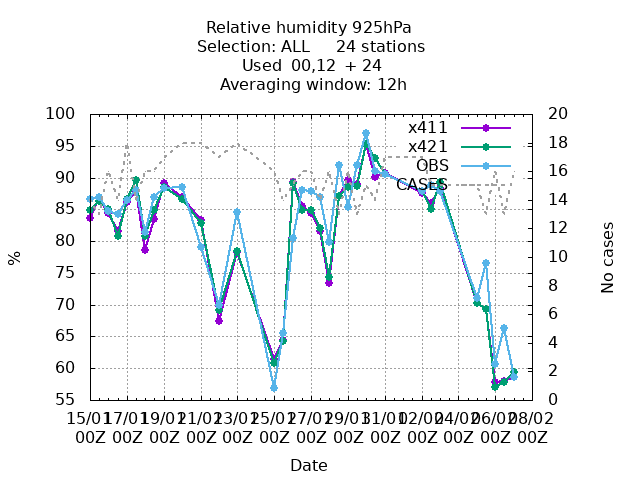 Relative humidity 925hPa
Selection: ALL 24 stations
Used 00,12 + 24
Averaging window: 12h
100 20
95 18
90 16
85 14
80 12
75 10
70 8
65 6
60 4
55 2
0
x411
x421
OBS
CASES
%
No cases
15/01 17/01 19/01 21/01 23/01 25/01 27/01 29/01 31/01 02/02 04/02 06/02 08/02
00Z 00Z 00Z 00Z 00Z 00Z 00Z 00Z 00Z 00Z 00Z 00Z 00Z
Date